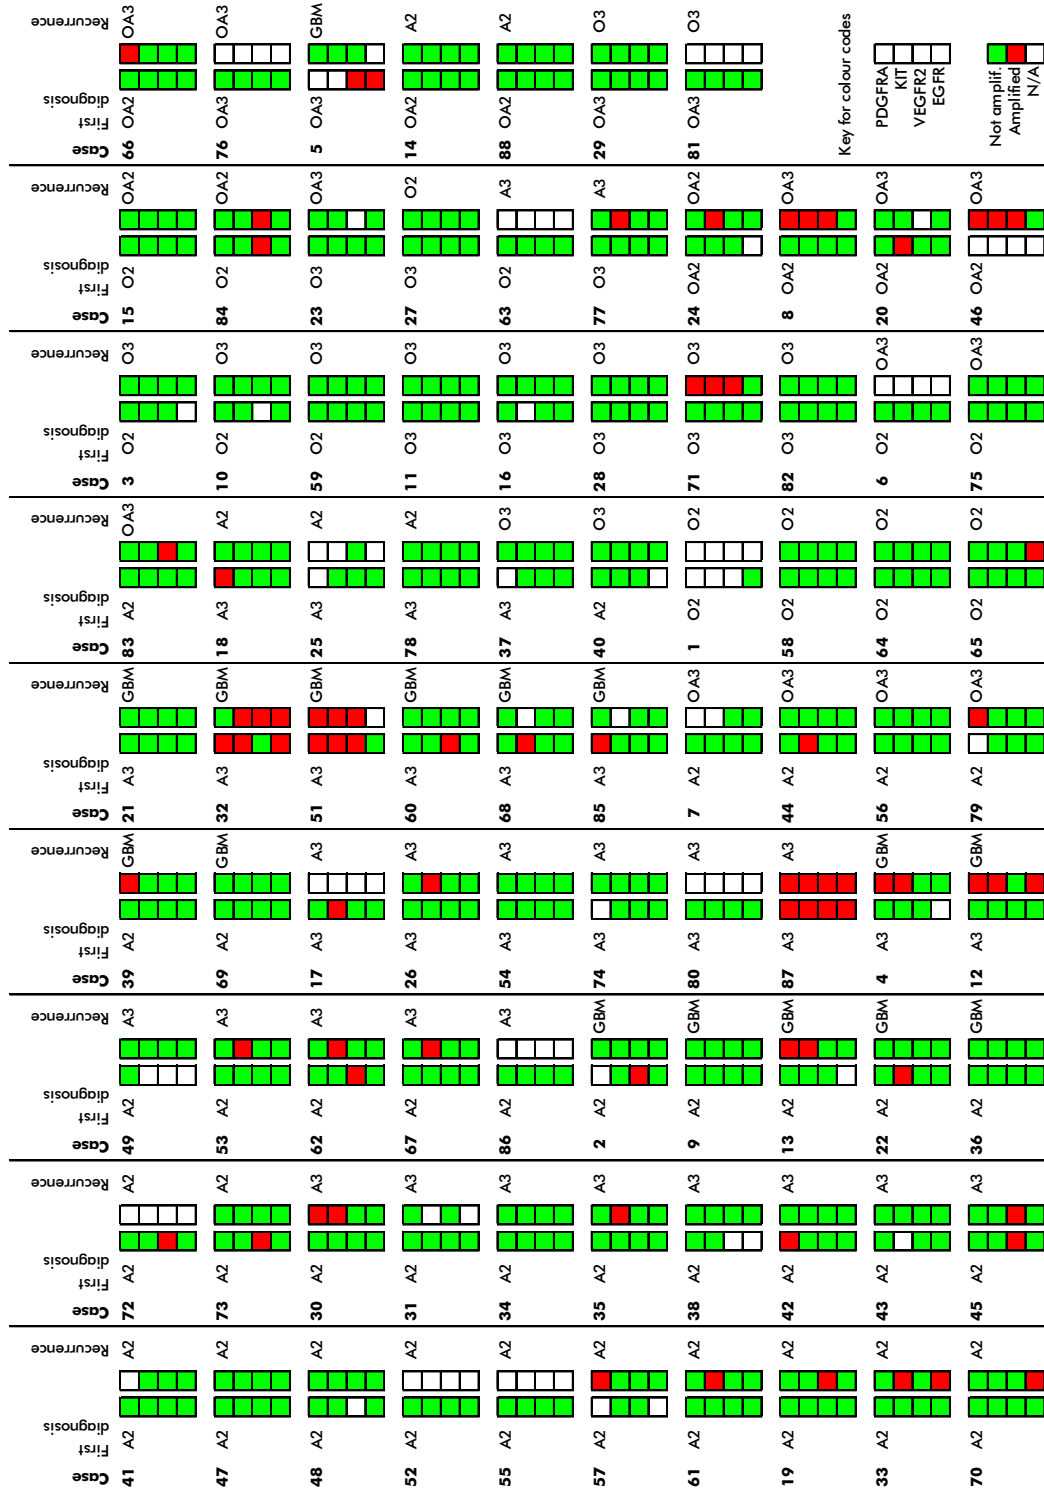 Case First diagnosis Recurrence
41 A2 A2
47 A2 A2
48 A2 A2
52 A2 A2
55 A2 A2
57 A2 A2
61 A2 A2
19 A2 A2
33 A2 A2
70 A2 A2
Case First diagnosis Recurrence
72 A2 A2
73 A2 A2
30 A2 A3
31 A2 A3
34 A2 A3
35 A2 A3
38 A2 A3
42 A2 A3
43 A2 A3
45 A2 A3
Case First diagnosis Recurrence
49 A2 A3
53 A2 A3
62 A2 A3
67 A2 A3
86 A2 A3
2 A2 GBM
9 A2 GBM
13 A2 GBM
22 A2 GBM
36 A2 GBM
Case First diagnosis Recurrence
39 A2 GBM
69 A2 GBM
17 A3 A3
26 A3 A3
54 A3 A3
74 A3 A3
80 A3 A3
87 A3 A3
4 A3 GBM
12 A3 GBM
Case First diagnosis Recurrence
21 A3 GBM
32 A3 GBM
51 A3 GBM
60 A3 GBM
68 A3 GBM
85 A3 GBM
7 A2 OA3
44 A2 OA3
56 A2 OA3
79 A2 OA3
Case First diagnosis Recurrence
83 A2 OA3
18 A3 A2
25 A3 A2
78 A3 A2
37 A3 O3
40 A2 O3
1 O2 O2
58 O2 O2
64 O2 O2
65 O2 O2
Case First diagnosis Recurrence
3 O2 O3
10 O2 O3
59 O2 O3
11 O3 O3
16 O3 O3
28 O3 O3
71 O3 O3
82 O3 O3
6 O2 OA3
75 O2 OA3
Case First diagnosis Recurrence
15 O2 OA2
84 O2 OA2
23 O3 OA3
27 O3 O2
63 O2 A3
77 O3 A3
24 OA2 OA2
8 OA2 OA3
20 OA2 OA3
46 OA2 OA3
Case First diagnosis Recurrence
66 OA2 OA3
76 OA3 OA3
5 OA3 GBM
14 OA2 A2
88 OA2 A2
29 OA3 O3
81 OA3 O3
Key for colour codes
PDGFRA
KIT
VEGFR2
EGFR
Not amplif.
Amplified
N/A